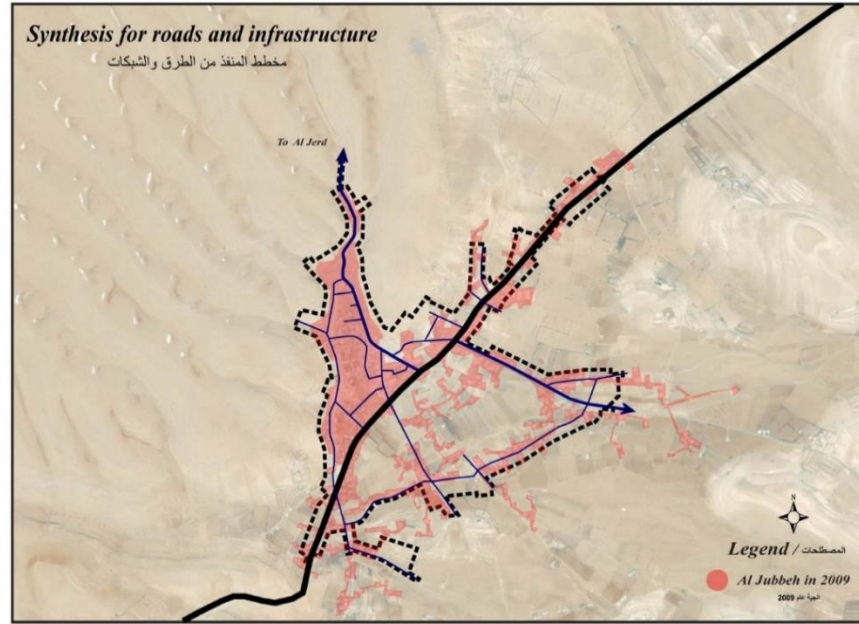 Synthesis for roads and infrastructure
مخطط المنفذ من الطرق والشبكات
To Al Jerd
N
Legend / المصطلحات
Al Jubbeh in 2009
الجبة عام 2009